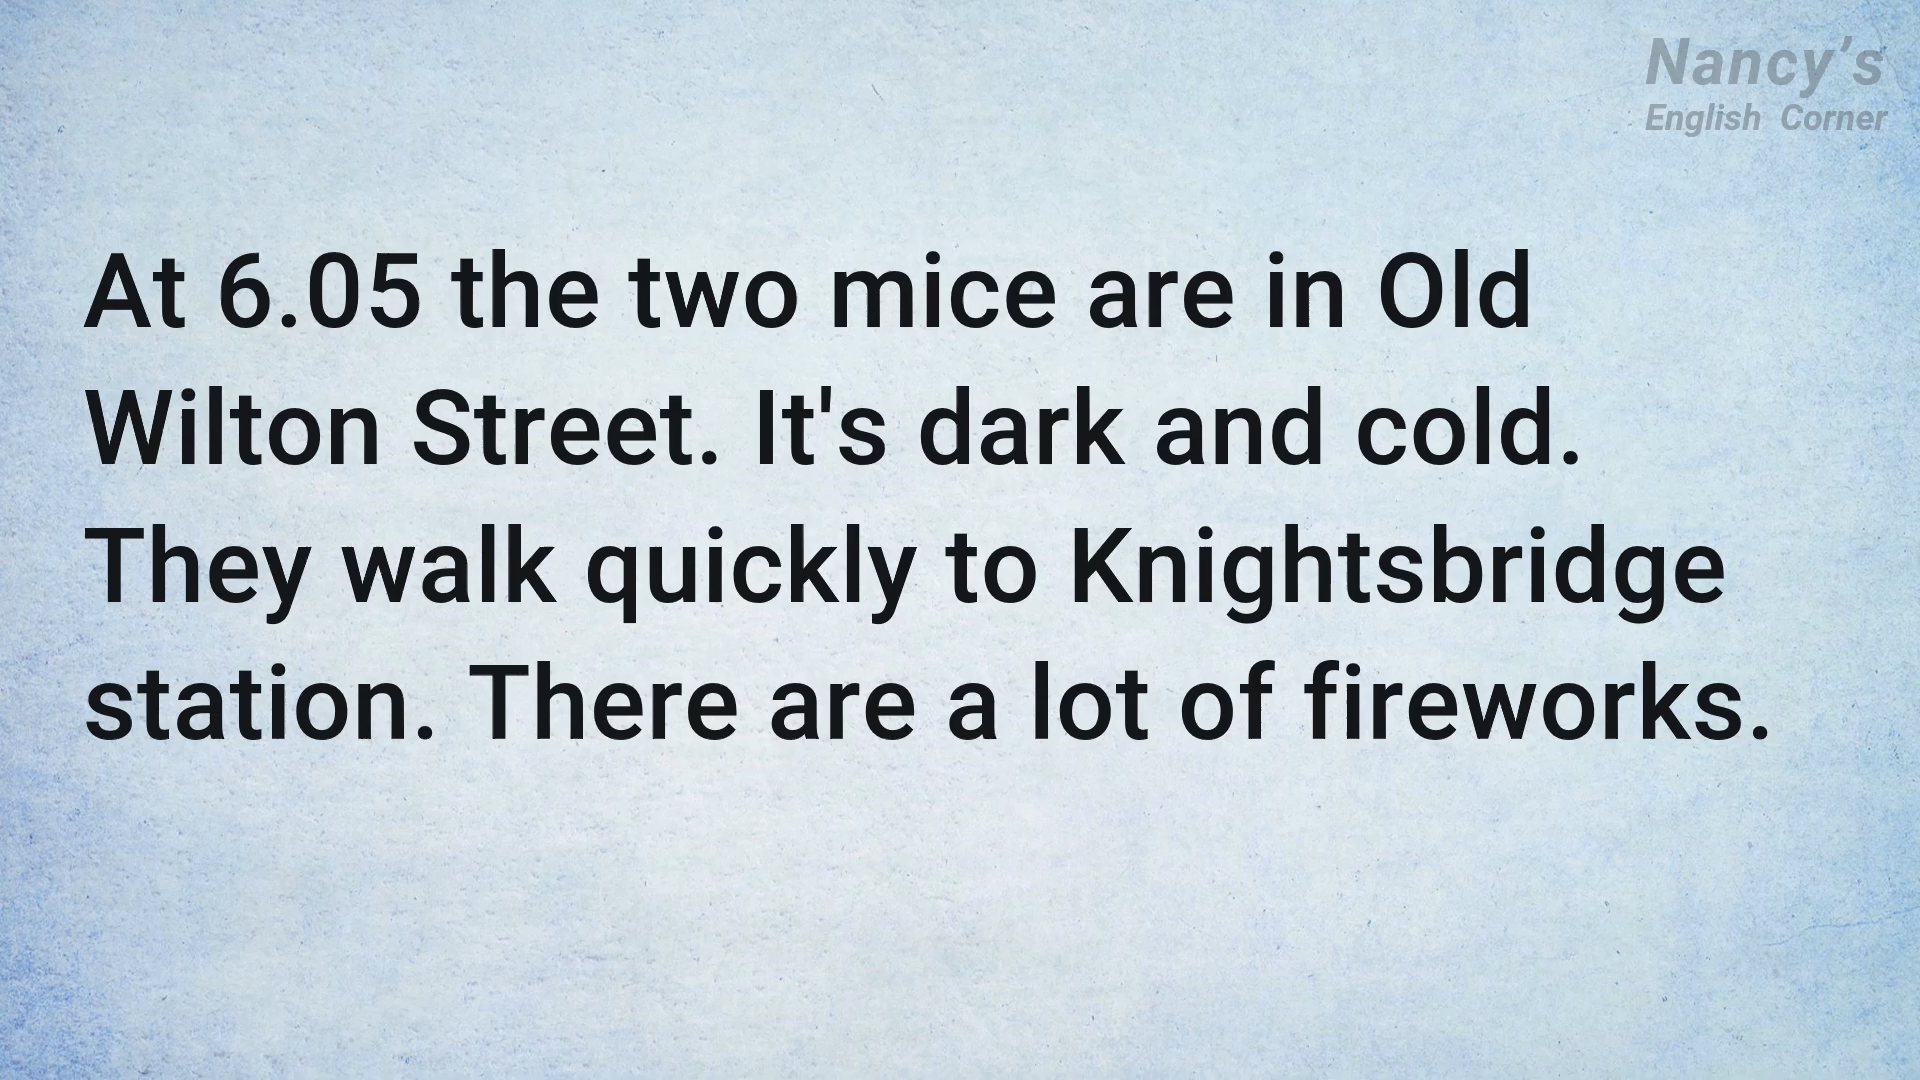 Nancy’s
English Corner
At 6.05 the two mice are in Old
Wilton Street. It's dark and cold.
They walk quickly to Knightsbridge
station. There are a lot of fireworks.